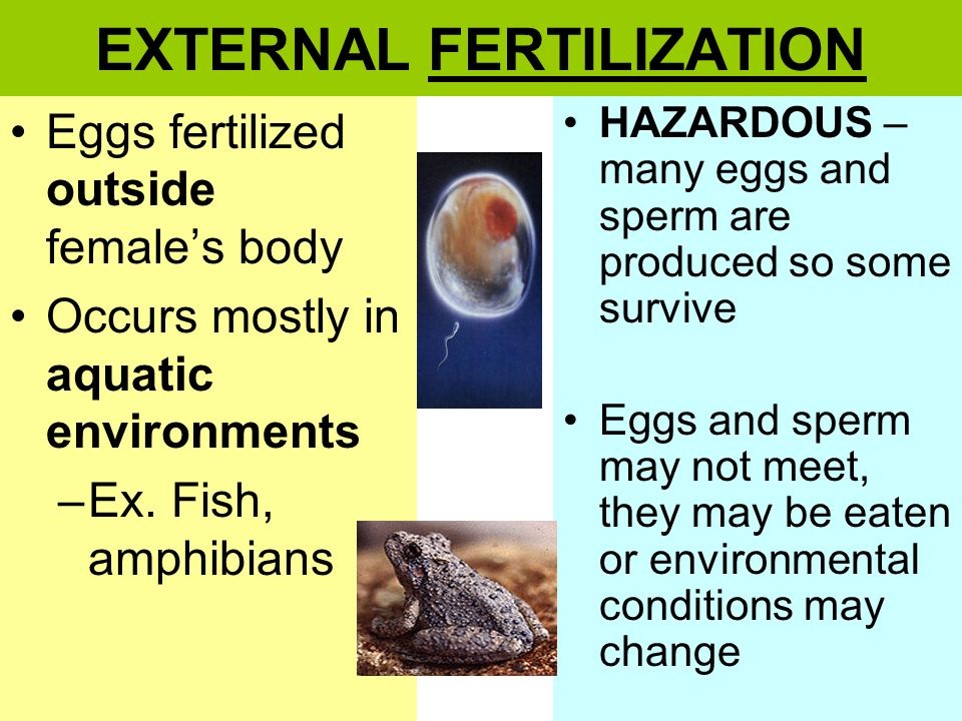 EXTERNAL FERTILIZATION
• Eggs fertilized
outside
female’s body
• Occurs mostly in
aquatic
environments
–Ex. Fish,
amphibians
• HAZARDOUS –
many eggs and
sperm are
produced so some
survive
• Eggs and sperm
may not meet,
they may be eaten
or environmental
conditions may
change